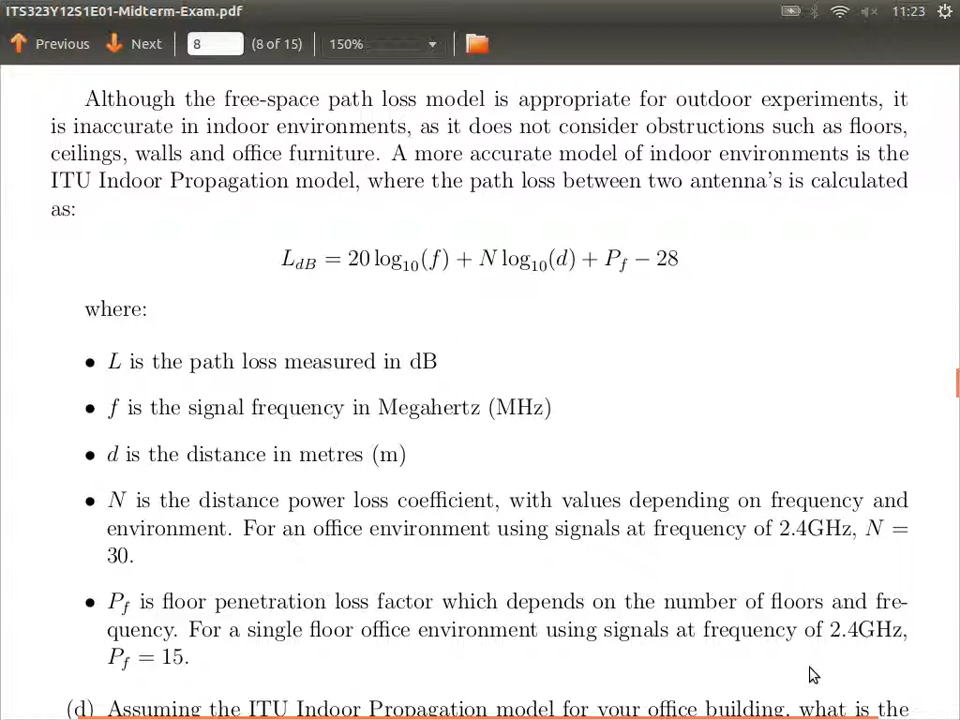 ITS323Y12S1E01-Midterm-Exam.pdf 11:23
Previous Next 8 (8 of 15) 150%
Although the free-space path loss model is appropriate for outdoor experiments, it
is inaccurate in indoor environments, as it does not consider obstructions such as floors,
ceilings, walls and office furniture. A more accurate model of indoor environments is the
ITU Indoor Propagation model, where the path loss between two antenna's is calculated
as:
L_{dB} = 20 log_{10}(f) + N log_{10}(d) + P_f − 28
where:
• L is the path loss measured in dB
• f is the signal frequency in Megahertz (MHz)
• d is the distance in metres (m)
• N is the distance power loss coefficient, with values depending on frequency and
environment. For an office environment using signals at frequency of 2.4GHz, N =
30.
• P_f is floor penetration loss factor which depends on the number of floors and fre-
quency. For a single floor office environment using signals at frequency of 2.4GHz,
P_f = 15.
(d) Assuming the ITU Indoor Propagation model for your office building, what is the